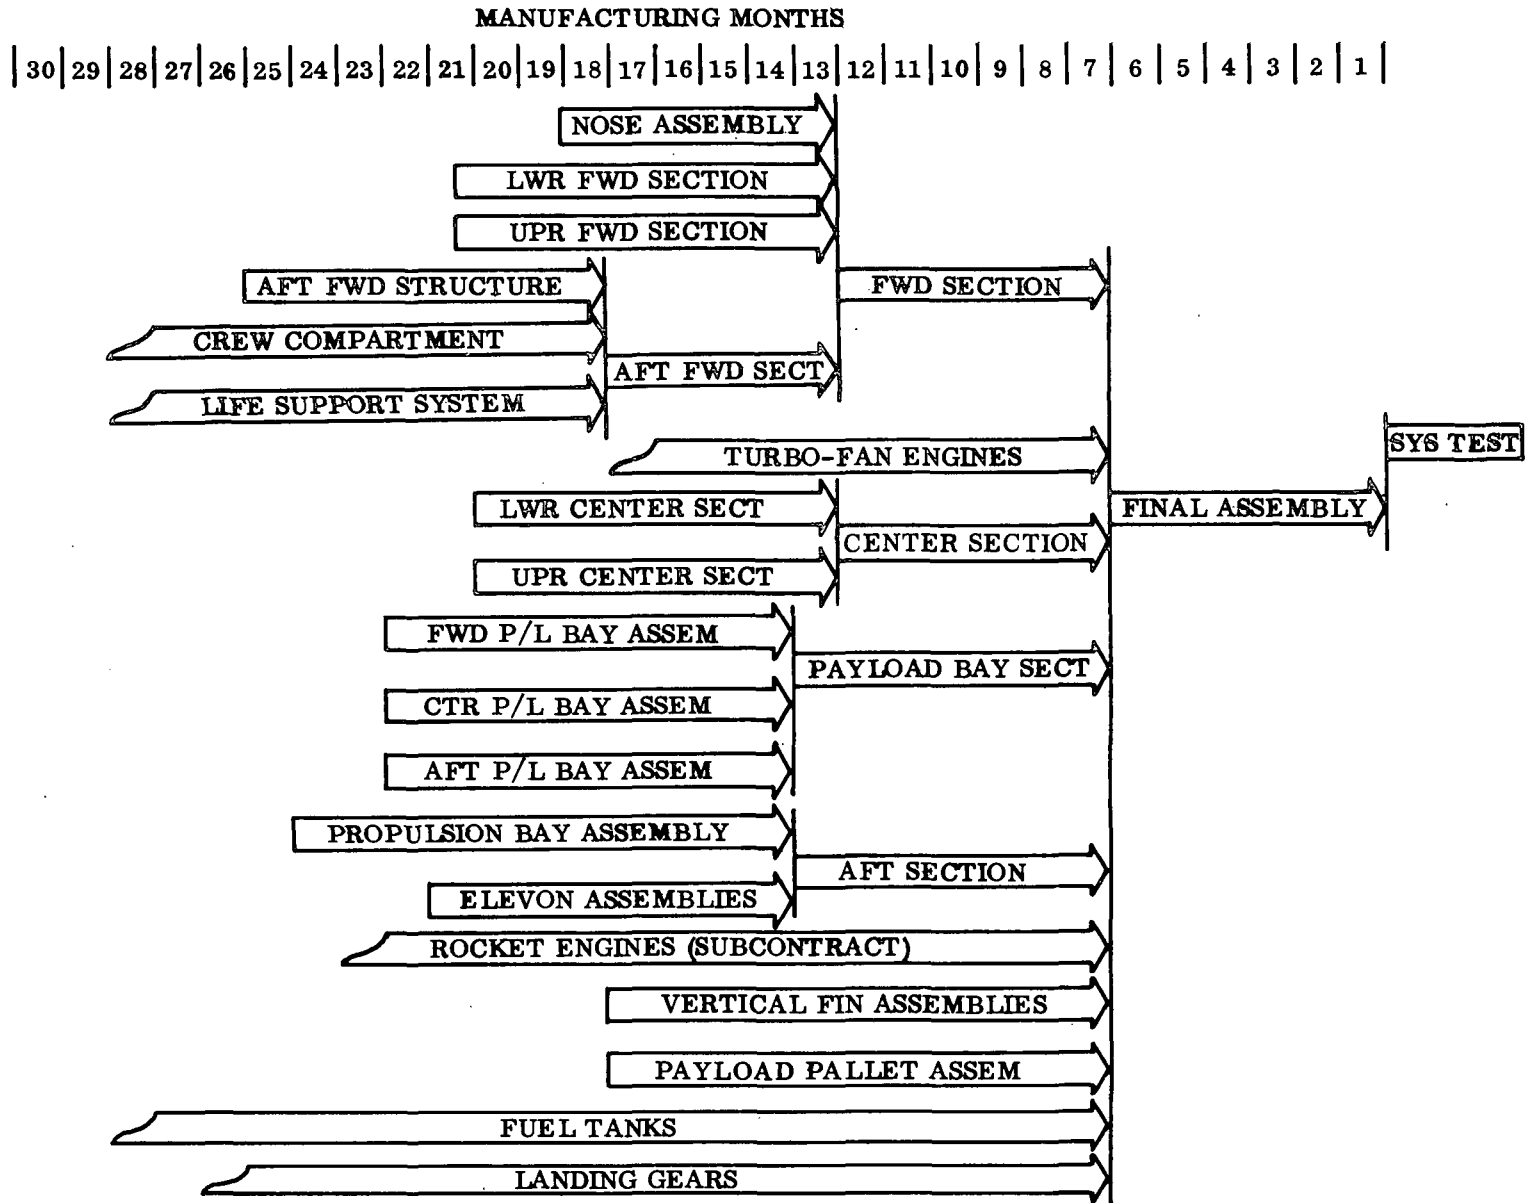 MANUFACTURING MONTHS
30 29 28 27 26 25 24 23 22 21 20 19 18 17 16 15 14 13 12 11 10 9 8 7 6 5 4 3 2 1
NOSE ASSEMBLY
LWR FWD SECTION
UPR FWD SECTION
AFT FWD STRUCTURE
FWD SECTION
CREW COMPARTMENT
AFT FWD SECT
LIFE SUPPORT SYSTEM
SYS TEST
TURBO-FAN ENGINES
LWR CENTER SECT
FINAL ASSEMBLY
CENTER SECTION
UPR CENTER SECT
FWD P/L BAY ASSEM
PAYLOAD BAY SECT
CTR P/L BAY ASSEM
AFT P/L BAY ASSEM
PROPULSION BAY ASSEMBLY
AFT SECTION
ELEVON ASSEMBLIES
ROCKET ENGINES (SUBCONTRACT)
VERTICAL FIN ASSEMBLIES
PAYLOAD PALLET ASSEM
FUEL TANKS
LANDING GEARS